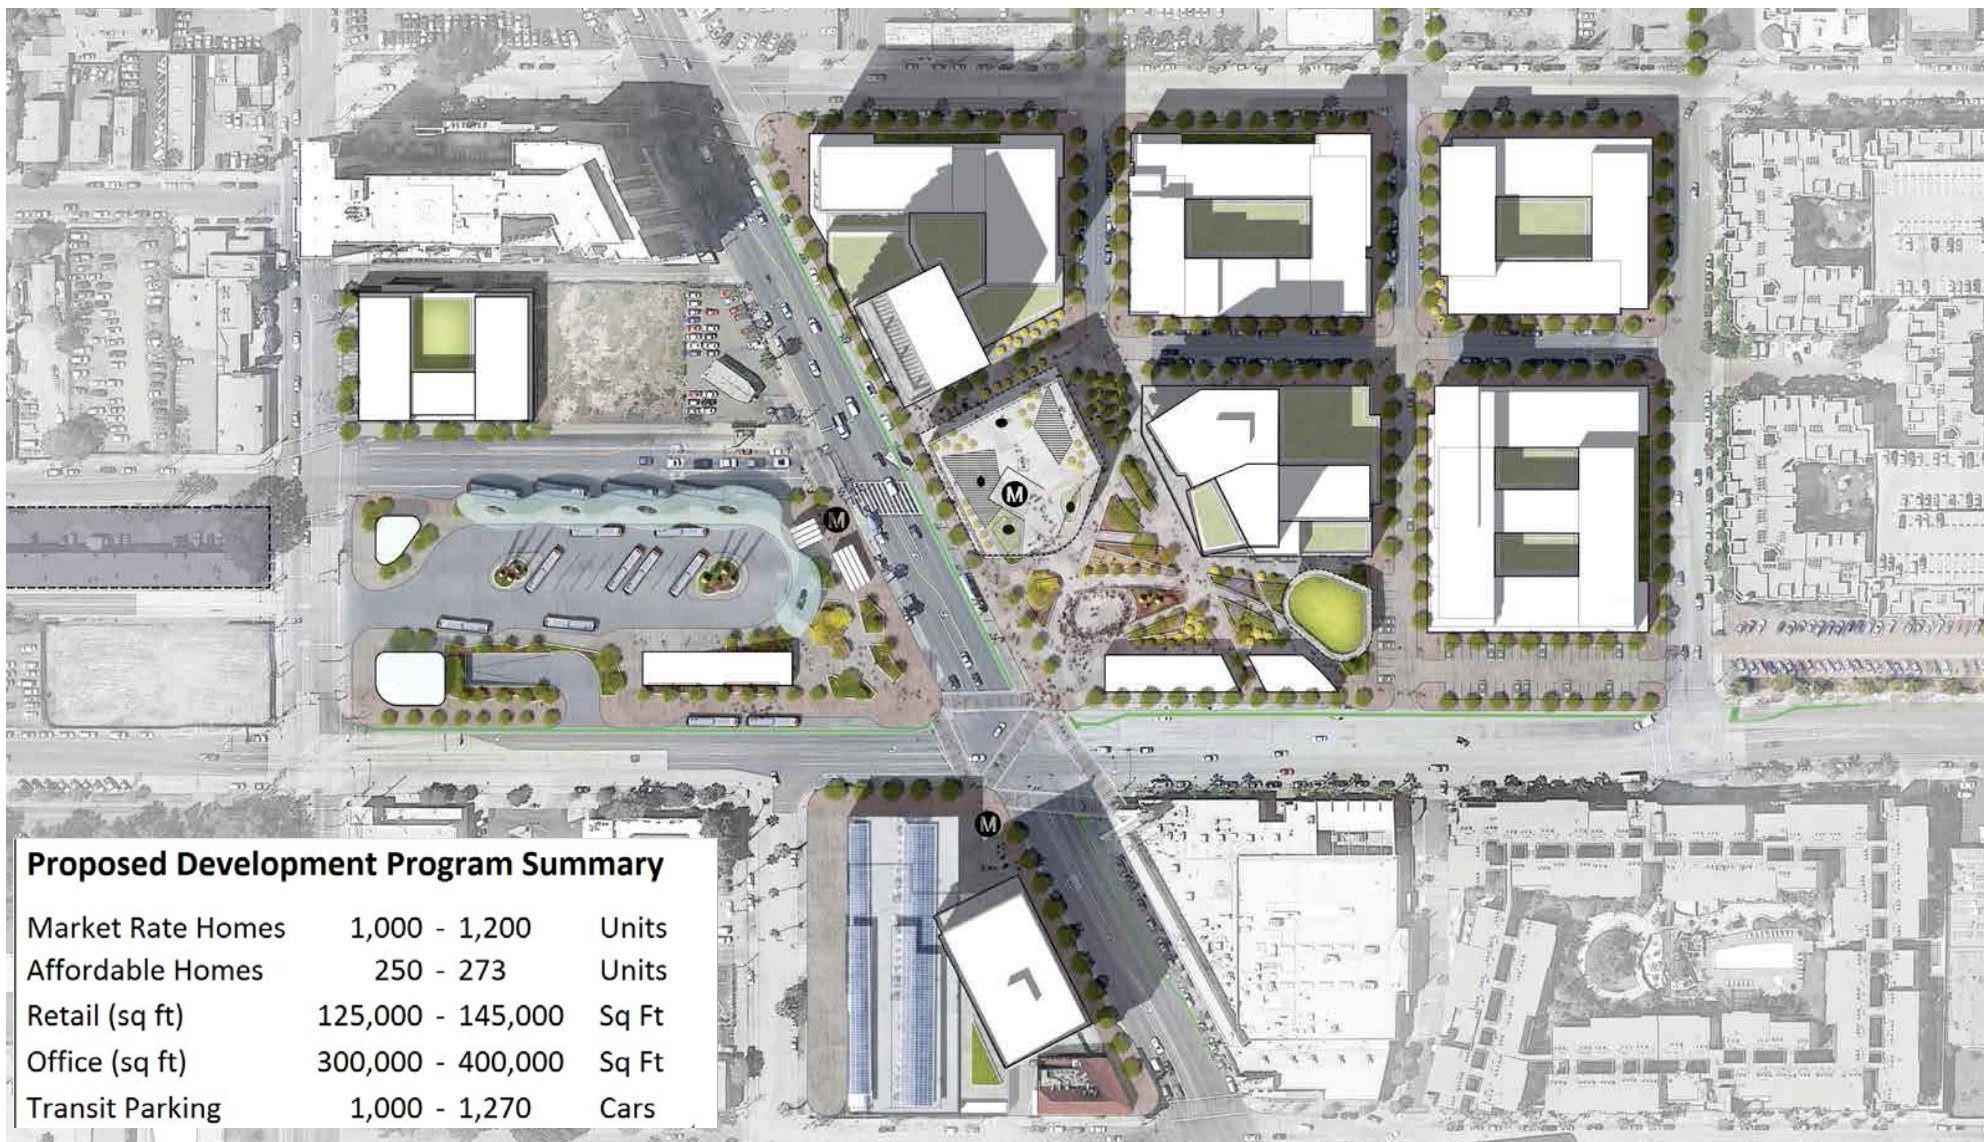 M
M
M
Proposed Development Program Summary
Market Rate Homes 1,000 - 1,200 Units
Affordable Homes 250 - 273 Units
Retail (sq ft) 125,000 - 145,000 Sq Ft
Office (sq ft) 300,000 - 400,000 Sq Ft
Transit Parking 1,000 - 1,270 Cars